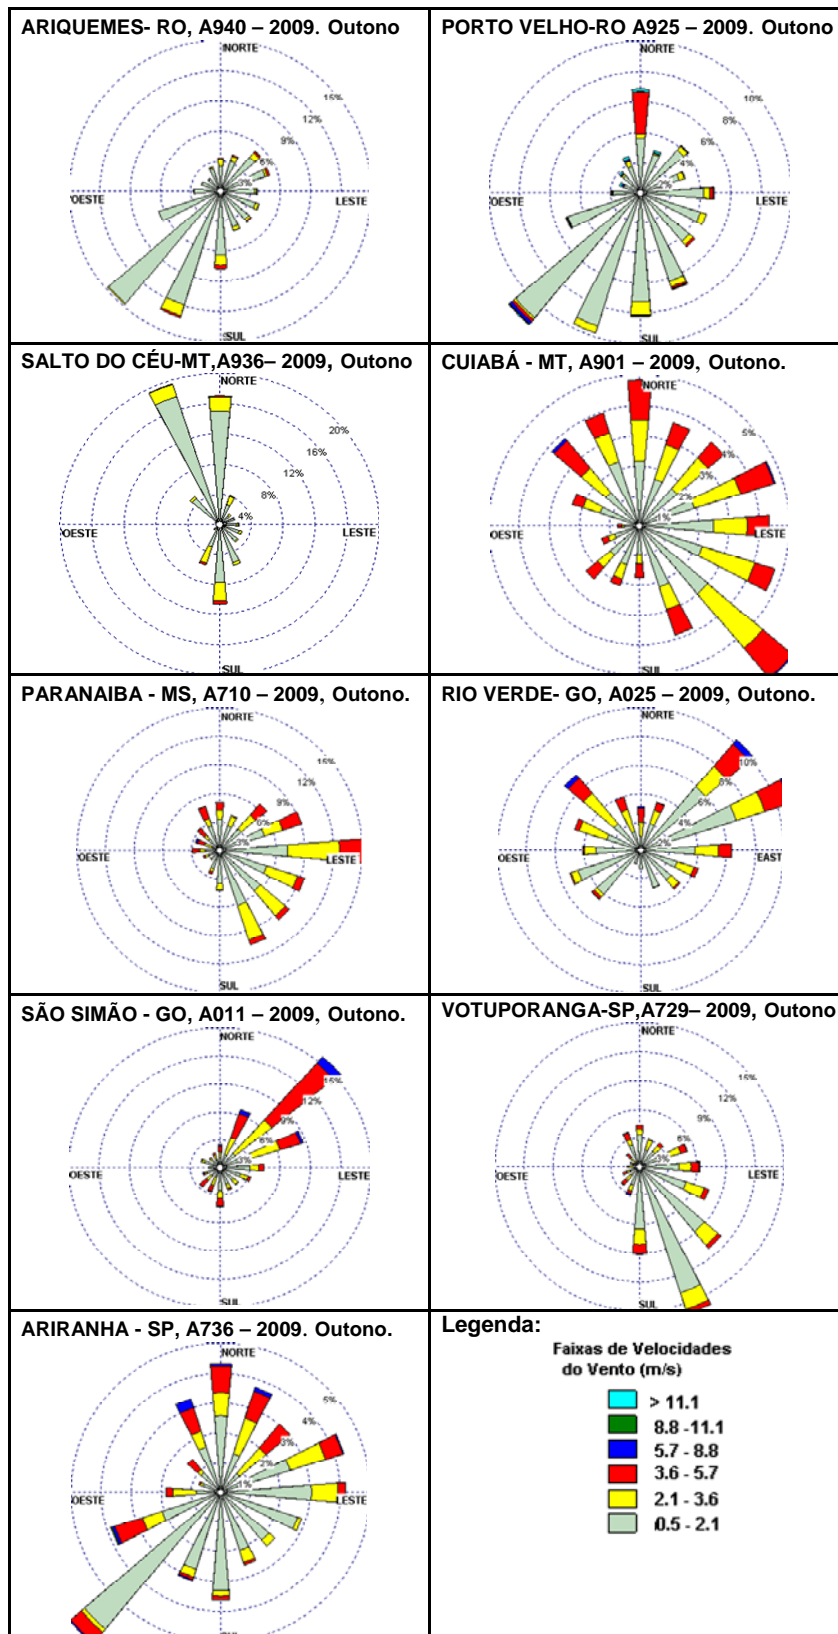 ARIQUEMES- RO, A940 – 2009. Outono
NORTE
15%
12%
9%
6%
3%
OESTE
LESTE
SUL
PORTO VELHO-RO A925 – 2009. Outono
NORTE
10%
8%
6%
4%
2%
OESTE
LESTE
SUL
SALTO DO CÉU-MT,A936– 2009, Outono
NORTE
20%
16%
12%
8%
4%
OESTE
LESTE
SUL
CUIABÁ - MT, A901 – 2009, Outono.
NORTE
5%
4%
3%
2%
1%
OESTE
LESTE
SUL
PARANAIBA - MS, A710 – 2009, Outono.
NORTE
15%
12%
9%
6%
3%
OESTE
LESTE
SUL
RIO VERDE- GO, A025 – 2009, Outono.
NORTE
10%
8%
6%
4%
2%
OESTE
EAST
SUL
SÃO SIMÃO - GO, A011 – 2009, Outono.
NORTE
15%
12%
9%
6%
3%
OESTE
LESTE
SUL
VOTUPORANGA-SP,A729– 2009, Outono
NORTE
15%
12%
9%
6%
3%
OESTE
LESTE
SUL
ARIRANHA - SP, A736 – 2009. Outono.
NORTE
5%
4%
3%
2%
1%
OESTE
LESTE
SUL
Legenda:
Faixas de Velocidades
do Vento (m/s)
> 11.1
8.8 -11.1
5.7 - 8.8
3.6 - 5.7
2.1 - 3.6
0.5 - 2.1